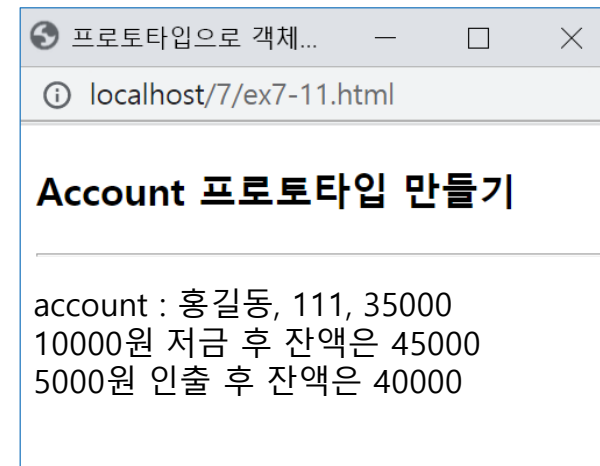 프로토타입으로 객체...
localhost/7/ex7-11.html
Account 프로토타입 만들기
account : 홍길동, 111, 35000
10000원 저금 후 잔액은 45000
5000원 인출 후 잔액은 40000